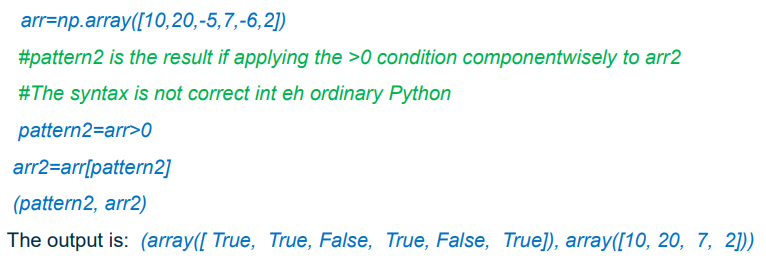 arr=np.array([10,20,-5,7,-6,2])
#pattern2 is the result if applying the >0 condition componentwisely to arr2
#The syntax is not correct int eh ordinary Python
pattern2=arr>0
arr2=arr[pattern2]
(pattern2, arr2)
The output is: (array([ True, True, False, True, False, True]), array([10, 20, 7, 2]))